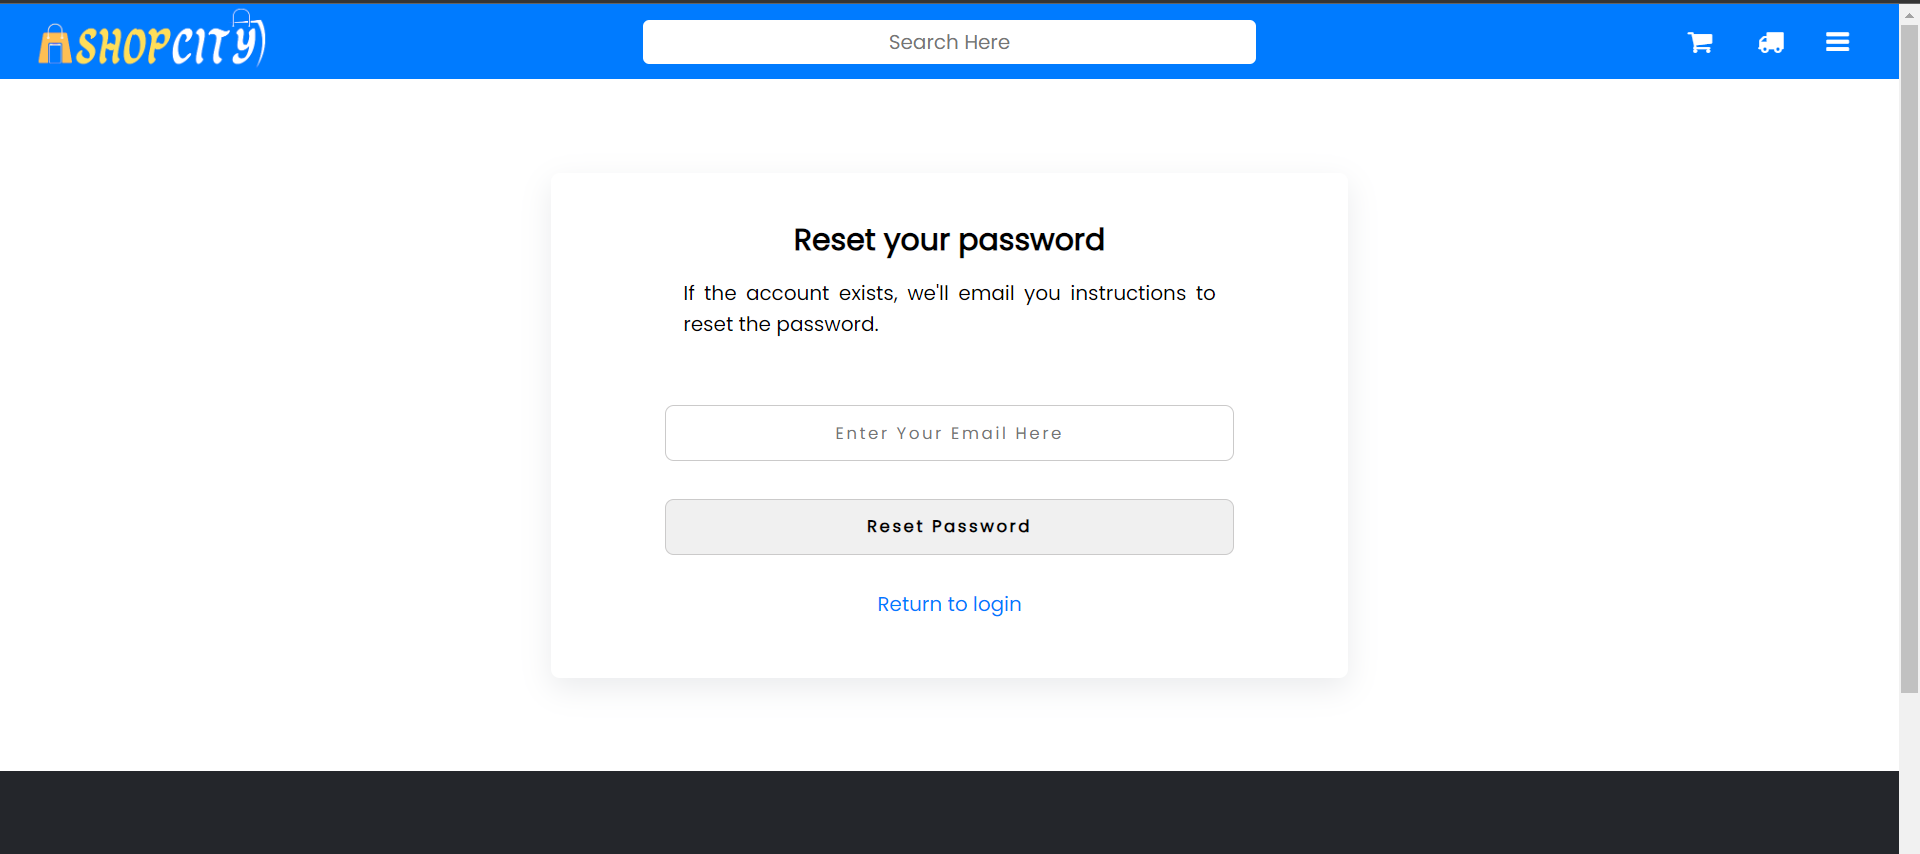 SHOPCITY
Search Here
Reset your password
If the account exists, we'll email you instructions to
reset the password.
Enter Your Email Here
Reset Password
Return to login